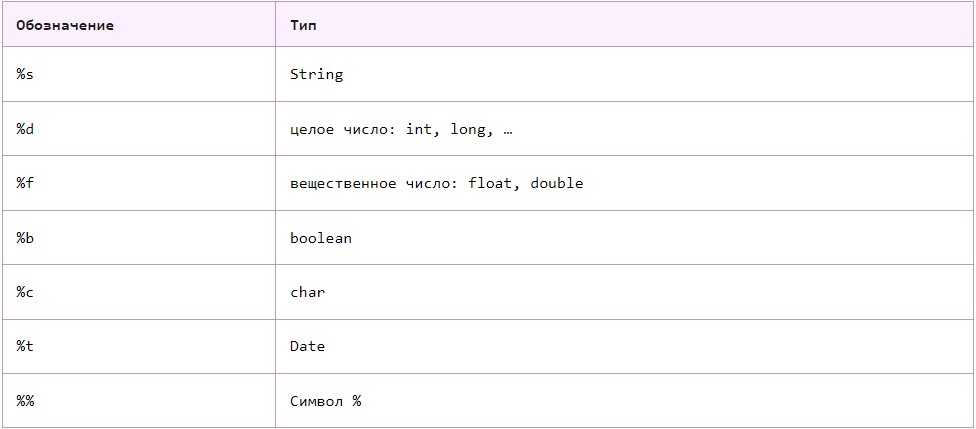 Обозначение Тип
%s String
%d целое число: int, long, …
%f вещественное число: float, double
%b boolean
%c char
%t Date
%% Символ %